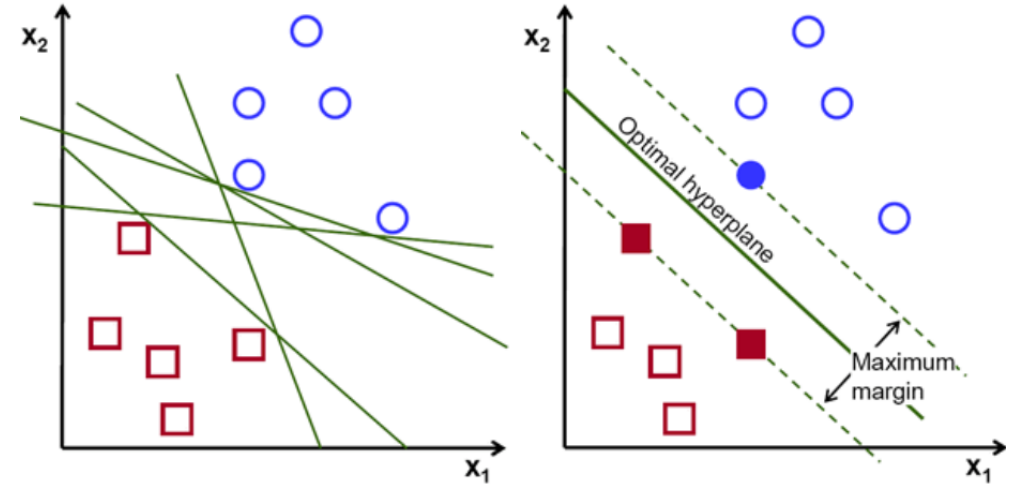 x₂
x₁
x₂
Optimal hyperplane
Maximum
margin
x₁